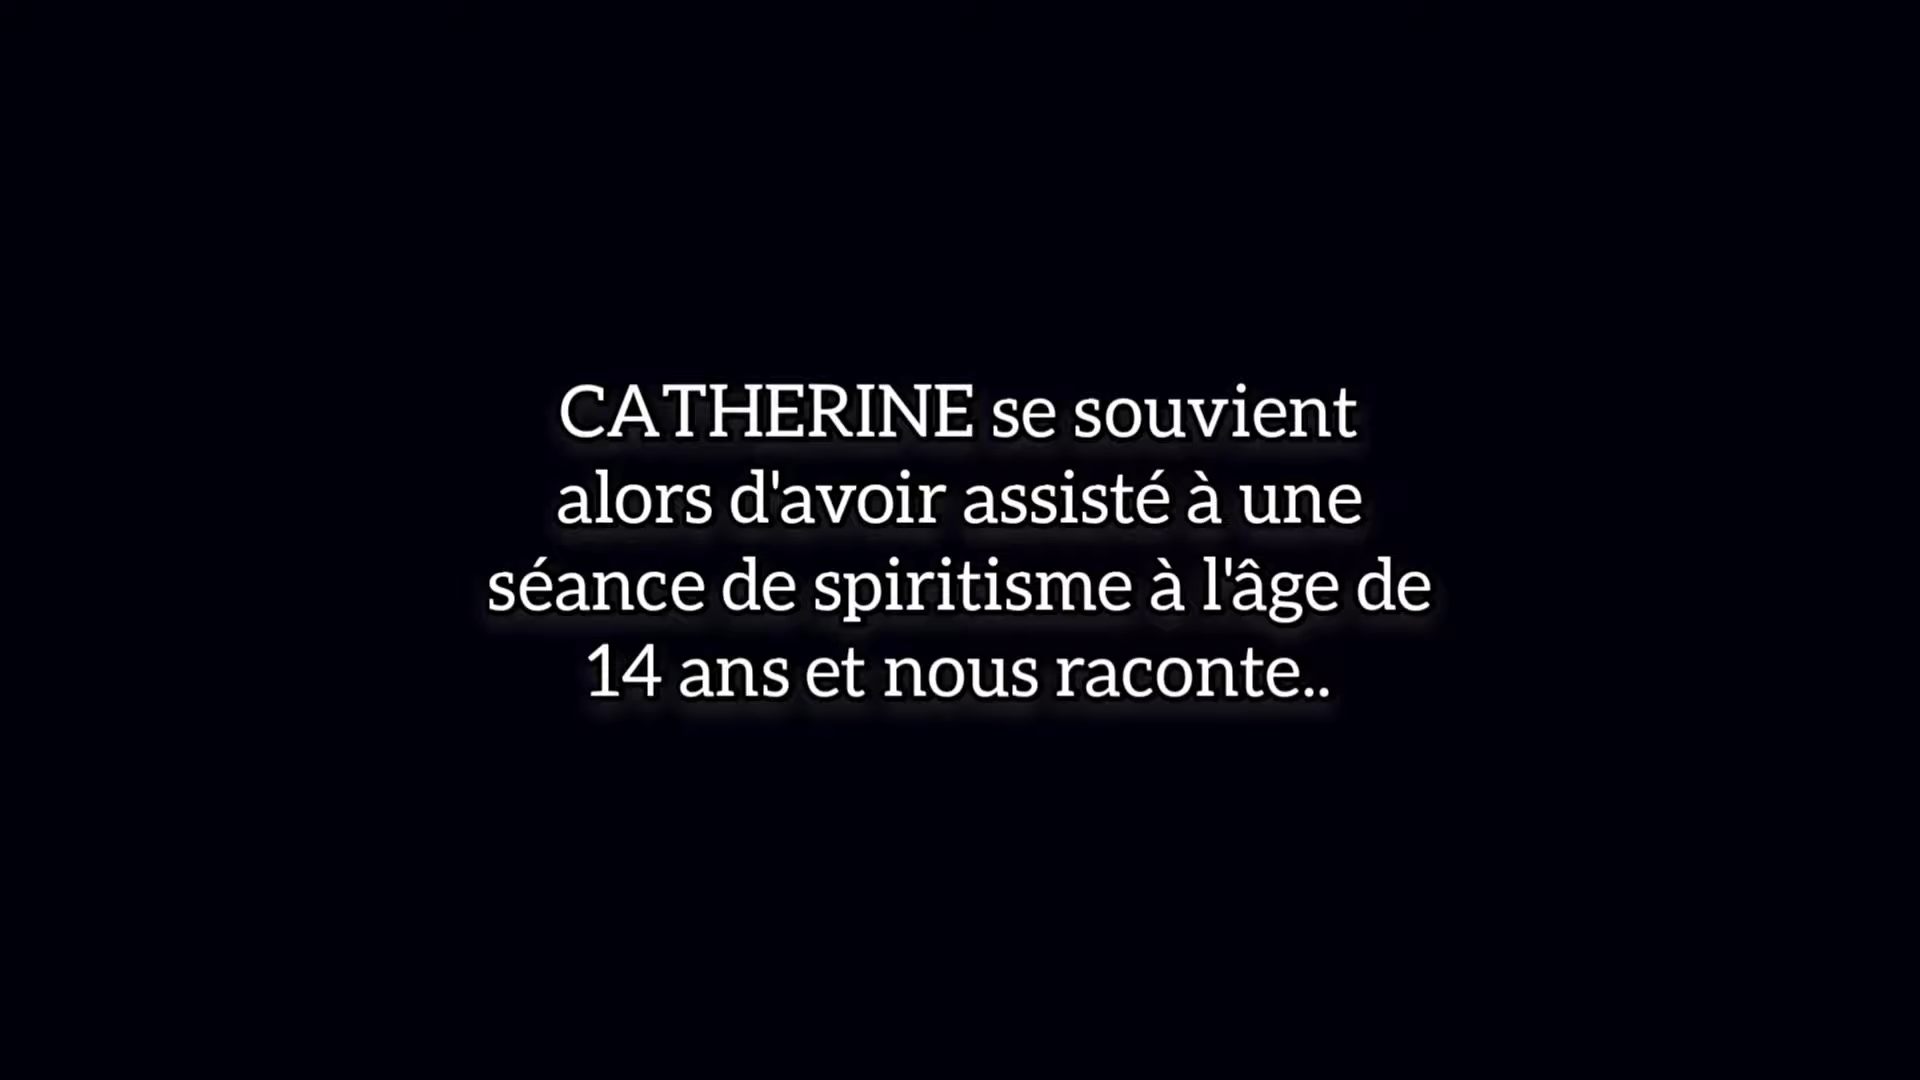 CATHERINE se souvient
alors d'avoir assisté à une
séance de spiritisme à l'âge de
14 ans et nous raconte..